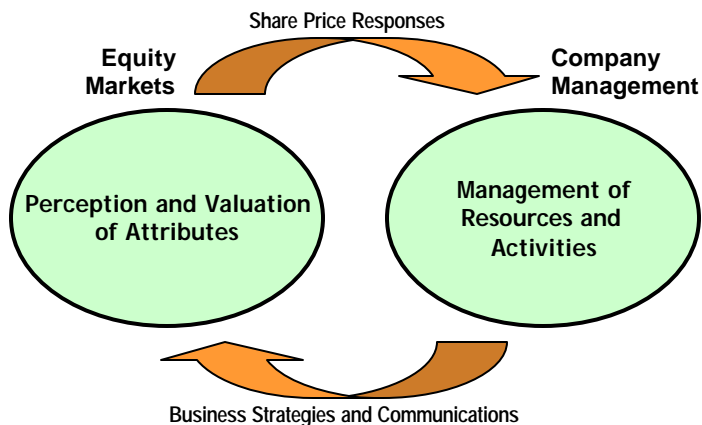 Share Price Responses
Equity
Markets
Company
Management
Perception and Valuation
of Attributes
Management of
Resources and
Activities
Business Strategies and Communications